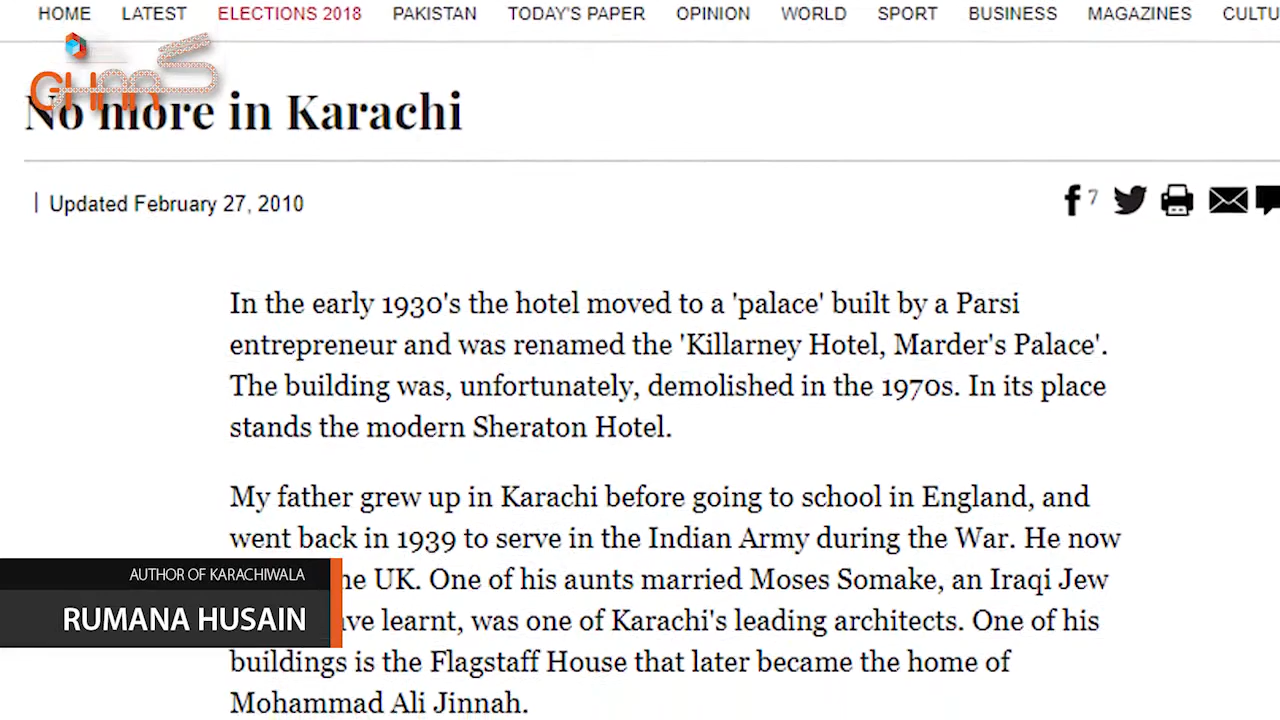 HOME LATEST ELECTIONS 2018 PAKISTAN TODAY'S PAPER OPINION WORLD SPORT BUSINESS MAGAZINES CULTU
No more in Karachi
Updated February 27, 2010
7
In the early 1930's the hotel moved to a 'palace' built by a Parsi
entrepreneur and was renamed the 'Killarney Hotel, Marder's Palace'.
The building was, unfortunately, demolished in the 1970s. In its place
stands the modern Sheraton Hotel.
My father grew up in Karachi before going to school in England, and
went back in 1939 to serve in the Indian Army during the War. He now
he UK. One of his aunts married Moses Somake, an Iraqi Jew
ve learnt, was one of Karachi's leading architects. One of his
buildings is the Flagstaff House that later became the home of
Mohammad Ali Jinnah.
AUTHOR OF KARACHIWALA
RUMANA HUSAIN